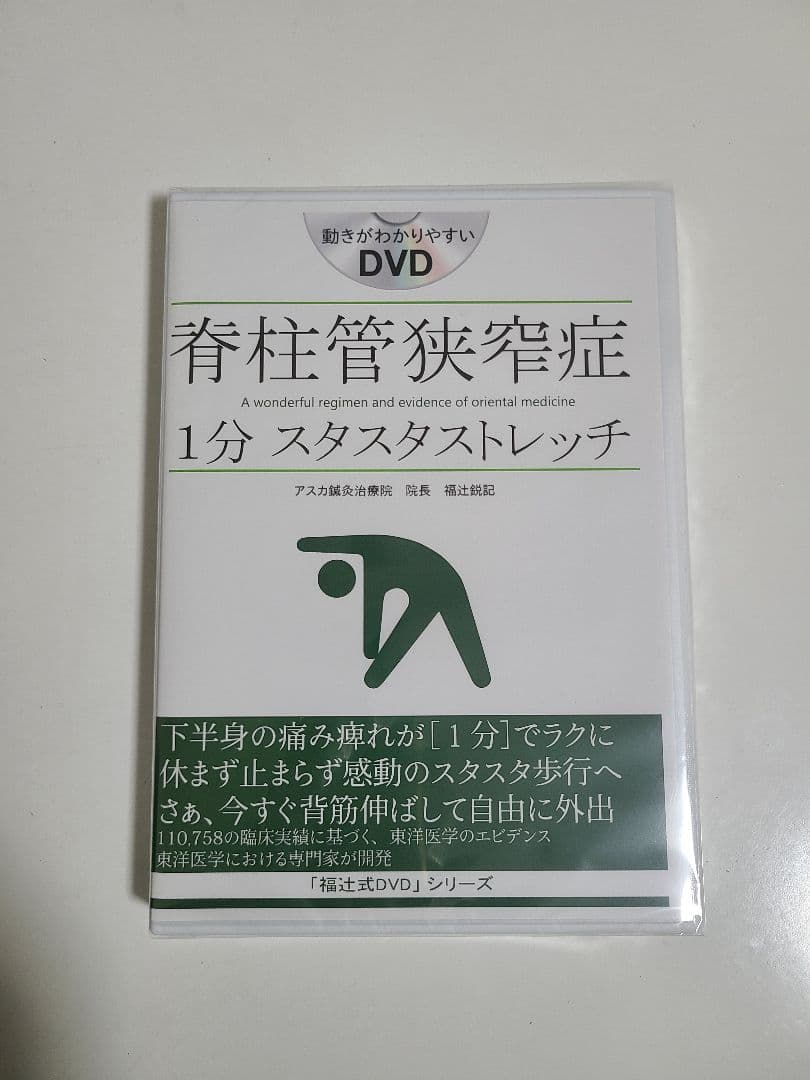 動きがわかりやすい
DVD
脊柱管狭窄症
A wonderful regimen and evidence of oriental medicine
1分 スタスタストレッチ
アスカ鍼灸治療院 院長 福辻鋭記
下半身の痛み痺れが[1分]でラクに
休まず止まらず感動のスタスタ歩行へ
さぁ、今すぐ背筋伸ばして自由に外出
110,758の臨床実績に基づく、東洋医学のエビデンス
東洋医学における専門家が開発
「福辻式DVD」シリーズ